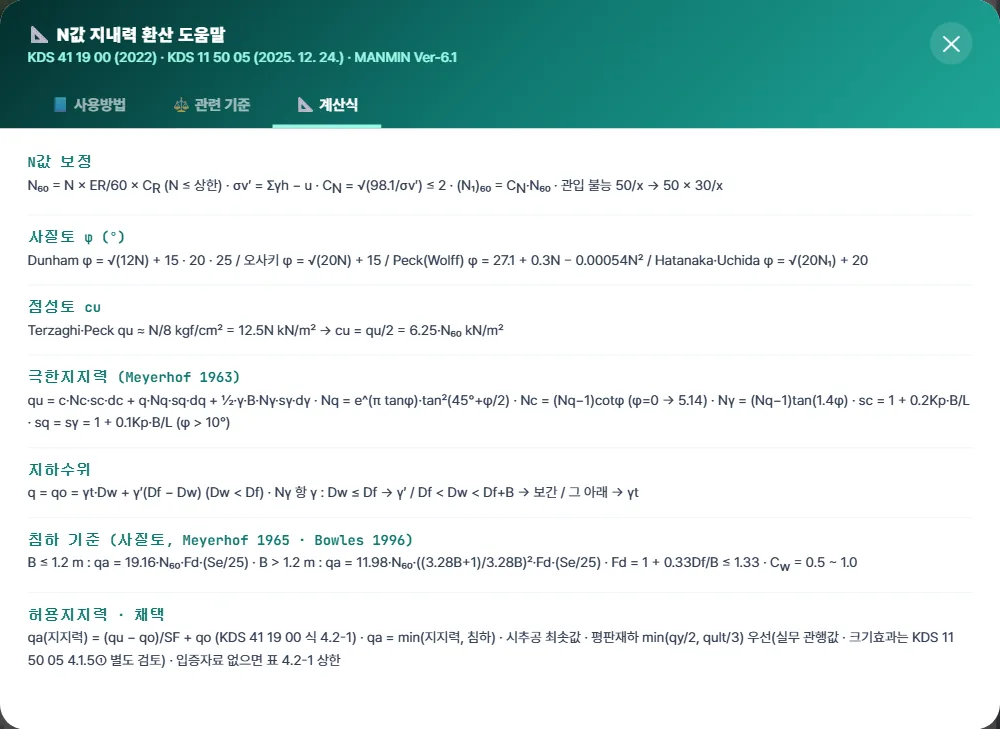 📐 N값 지내력 환산 도움말
KDS 41 19 00 (2022) · KDS 11 50 05 (2025. 12. 24.) · MANMIN Ver-6.1
📘 사용방법 ⚖️ 관련 기준 📐 계산식
N값 보정
N₆₀ = N × ER/60 × C_R (N ≤ 상한) · σv′ = Σγh − u · C_N = √(98.1/σv′) ≤ 2 · (N₁)₆₀ = C_N·N₆₀ · 관입 불능 50/x → 50 × 30/x
사질토 φ (°)
Dunham φ = √(12N) + 15 · 20 · 25 / 오사키 φ = √(20N) + 15 / Peck(Wolff) φ = 27.1 + 0.3N − 0.00054N² / Hatanaka·Uchida φ = √(20N₁) + 20
점성토 cu
Terzaghi·Peck qu ≈ N/8 kgf/cm² = 12.5N kN/m² → cu = qu/2 = 6.25·N₆₀ kN/m²
극한지지력 (Meyerhof 1963)
qu = c·Nc·sc·dc + q·Nq·sq·dq + ½·γ·B·Nγ·sγ·dγ · Nq = e^(π tanφ)·tan²(45°+φ/2) · Nc = (Nq−1)cotφ (φ=0 → 5.14) · Nγ = (Nq−1)tan(1.4φ) · sc = 1 + 0.2Kp·B/L
· sq = sγ = 1 + 0.1Kp·B/L (φ > 10°)
지하수위
q = qo = γt·Dw + γ′(Df − Dw) (Dw < Df) · Nγ 항 γ : Dw ≤ Df → γ′ / Df < Dw < Df+B → 보간 / 그 아래 → γt
침하 기준 (사질토, Meyerhof 1965 · Bowles 1996)
B ≤ 1.2 m : qa = 19.16·N₆₀·Fd·(Se/25) · B > 1.2 m : qa = 11.98·N₆₀·((3.28B+1)/3.28B)²·Fd·(Se/25) · Fd = 1 + 0.33Df/B ≤ 1.33 · C_w = 0.5 ~ 1.0
허용지지력 · 채택
qa(지지력) = (qu − qo)/SF + qo (KDS 41 19 00 식 4.2-1) · qa = min(지지력, 침하) · 시추공 최솟값 · 평판재하 min(qy/2, qult/3) 우선(실무 관행값 · 크기효과는 KDS 11
50 05 4.1.5① 별도 검토) · 입증자료 없으면 표 4.2-1 상한